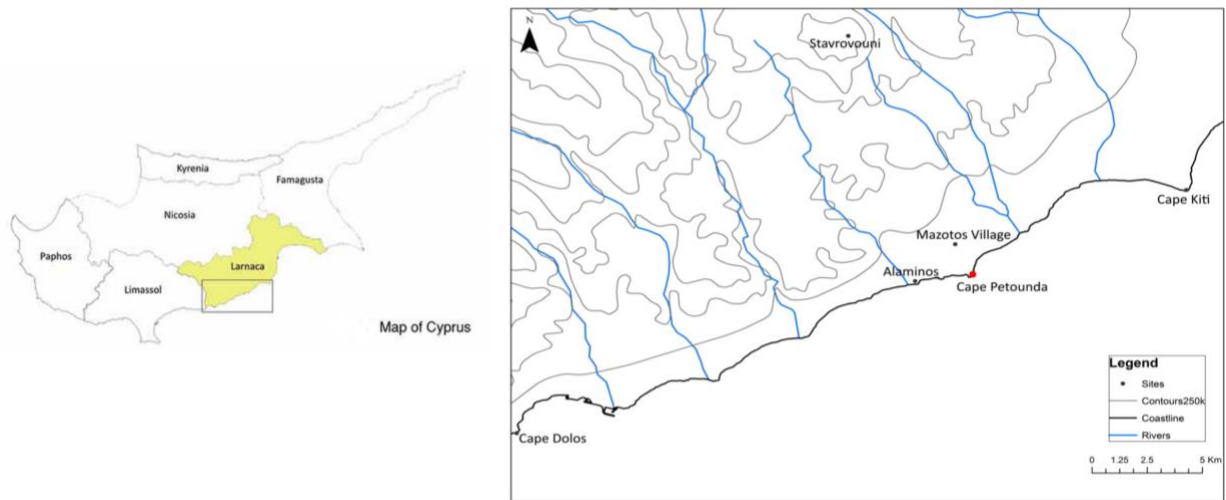 Kyrenia
Famagusta
Nicosia
Paphos
Larnaca
Limassol
Map of Cyprus
N
Stavrovouni
Cape Kiti
Mazotos Village
Alaminos
Cape Petounda
Cape Dolos
Legend
Sites
Contours250k
Coastline
Rivers
0 1.25 2.5 5 Km